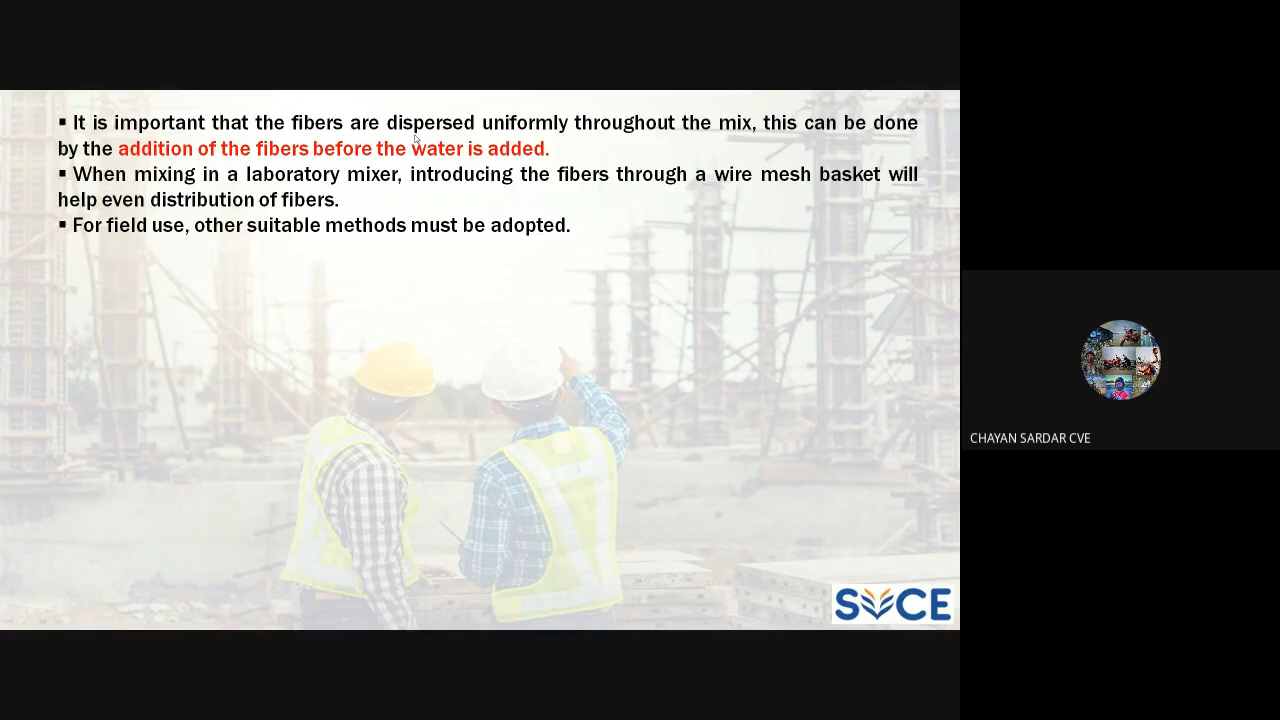 ▪ It is important that the fibers are dispersed uniformly throughout the mix, this can be done
by the addition of the fibers before the water is added.
▪ When mixing in a laboratory mixer, introducing the fibers through a wire mesh basket will
help even distribution of fibers.
▪ For field use, other suitable methods must be adopted.
CHAYAN SARDAR CVE
SVCE